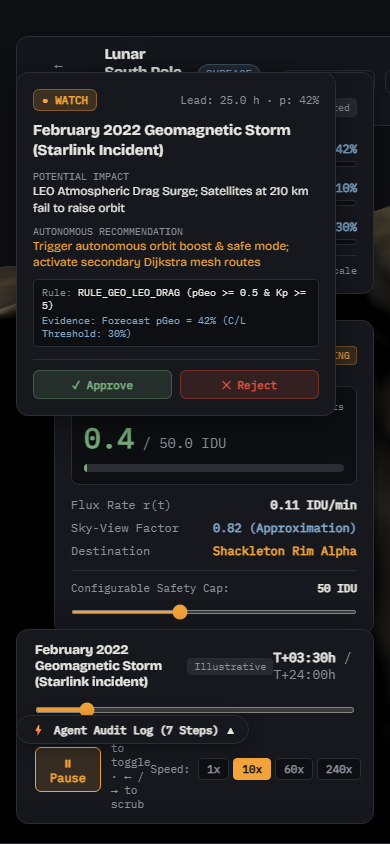 ←
Lunar
South Pole
SURFACE
WATCH
Lead: 25.0 h · p: 42%
February 2022 Geomagnetic Storm
(Starlink Incident)
POTENTIAL IMPACT
LEO Atmospheric Drag Surge; Satellites at 210 km
fail to raise orbit
AUTONOMOUS RECOMMENDATION
Trigger autonomous orbit boost & safe mode;
activate secondary Dijkstra mesh routes
Rule: RULE_GEO_LEO_DRAG (pGeo >= 0.5 & Kp >=
5)
Evidence: Forecast pGeo = 42% (C/L
Threshold: 30%)
✓ Approve
✕ Reject
42%
10%
30%
0.4 / 50.0 IDU
Flux Rate r(t) 0.11 IDU/min
Sky-View Factor 0.82 (Approximation)
Destination Shackleton Rim Alpha
Configurable Safety Cap: 50 IDU
February 2022
Geomagnetic Storm
(Starlink incident)
Illustrative
T+03:30h /
T+24:00h
Agent Audit Log (7 Steps) ▲
⏸
Pause
to
toggle
· ← /
→ to
scrub
Speed: 1x 10x 60x 240x